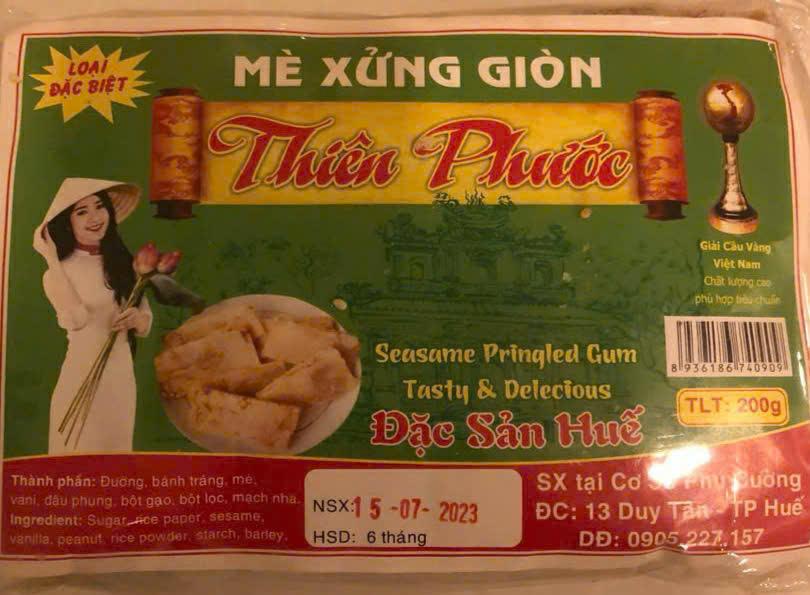 LOẠI
ĐẶC BIỆT
MÈ XỬNG GIÒN
Thiên Phước
Giải Cầu Vàng
Việt Nam
Chất lượng cao
phù hợp tiêu chuẩn
Seasame Pringled Gum
Tasty & Delecious
Đặc Sản Huế
8 936186 740909
TLT: 200g
Thành phần: Đường, bánh tráng, mè,
vani, đậu phụng, bột gạo, bột lọc, mạch nha.
Ingredient: Sugar, rice paper, sesame,
vanilla, peanut, rice powder, starch, barley.
NSX: 15 -07- 2023
HSD: 6 tháng
SX tại Cơ Phú Cường
ĐC: 13 Duy Tân - TP Huế
DĐ: 0905.227.157